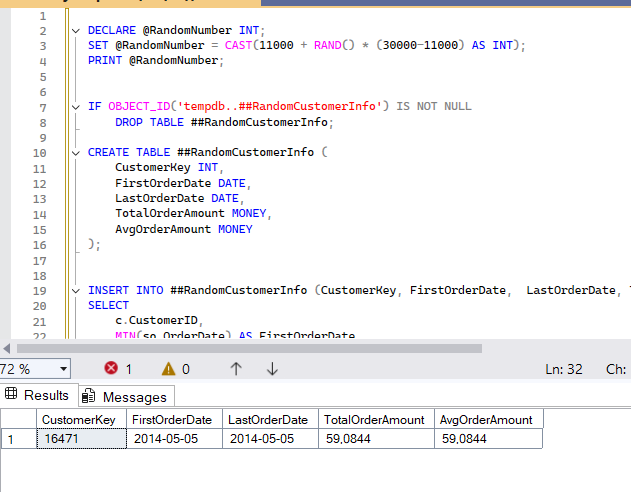 1
2 DECLARE @RandomNumber INT;
3 SET @RandomNumber = CAST(11000 + RAND() * (30000-11000) AS INT);
4 PRINT @RandomNumber;
5
6
7 IF OBJECT_ID('tempdb..##RandomCustomerInfo') IS NOT NULL
8 DROP TABLE ##RandomCustomerInfo;
9
10 CREATE TABLE ##RandomCustomerInfo (
11 CustomerKey INT,
12 FirstOrderDate DATE,
13 LastOrderDate DATE,
14 TotalOrderAmount MONEY,
15 AvgOrderAmount MONEY
16 );
17
18
19 INSERT INTO ##RandomCustomerInfo (CustomerKey, FirstOrderDate, LastOrderDate,
20 SELECT
21 c.CustomerID,
22 MIN(so.OrderDate) AS FirstOrderDate
72 % 1 0 Ln: 32 Ch:
Results Messages
CustomerKey FirstOrderDate LastOrderDate TotalOrderAmount AvgOrderAmount
1 16471 2014-05-05 2014-05-05 59,0844 59,0844